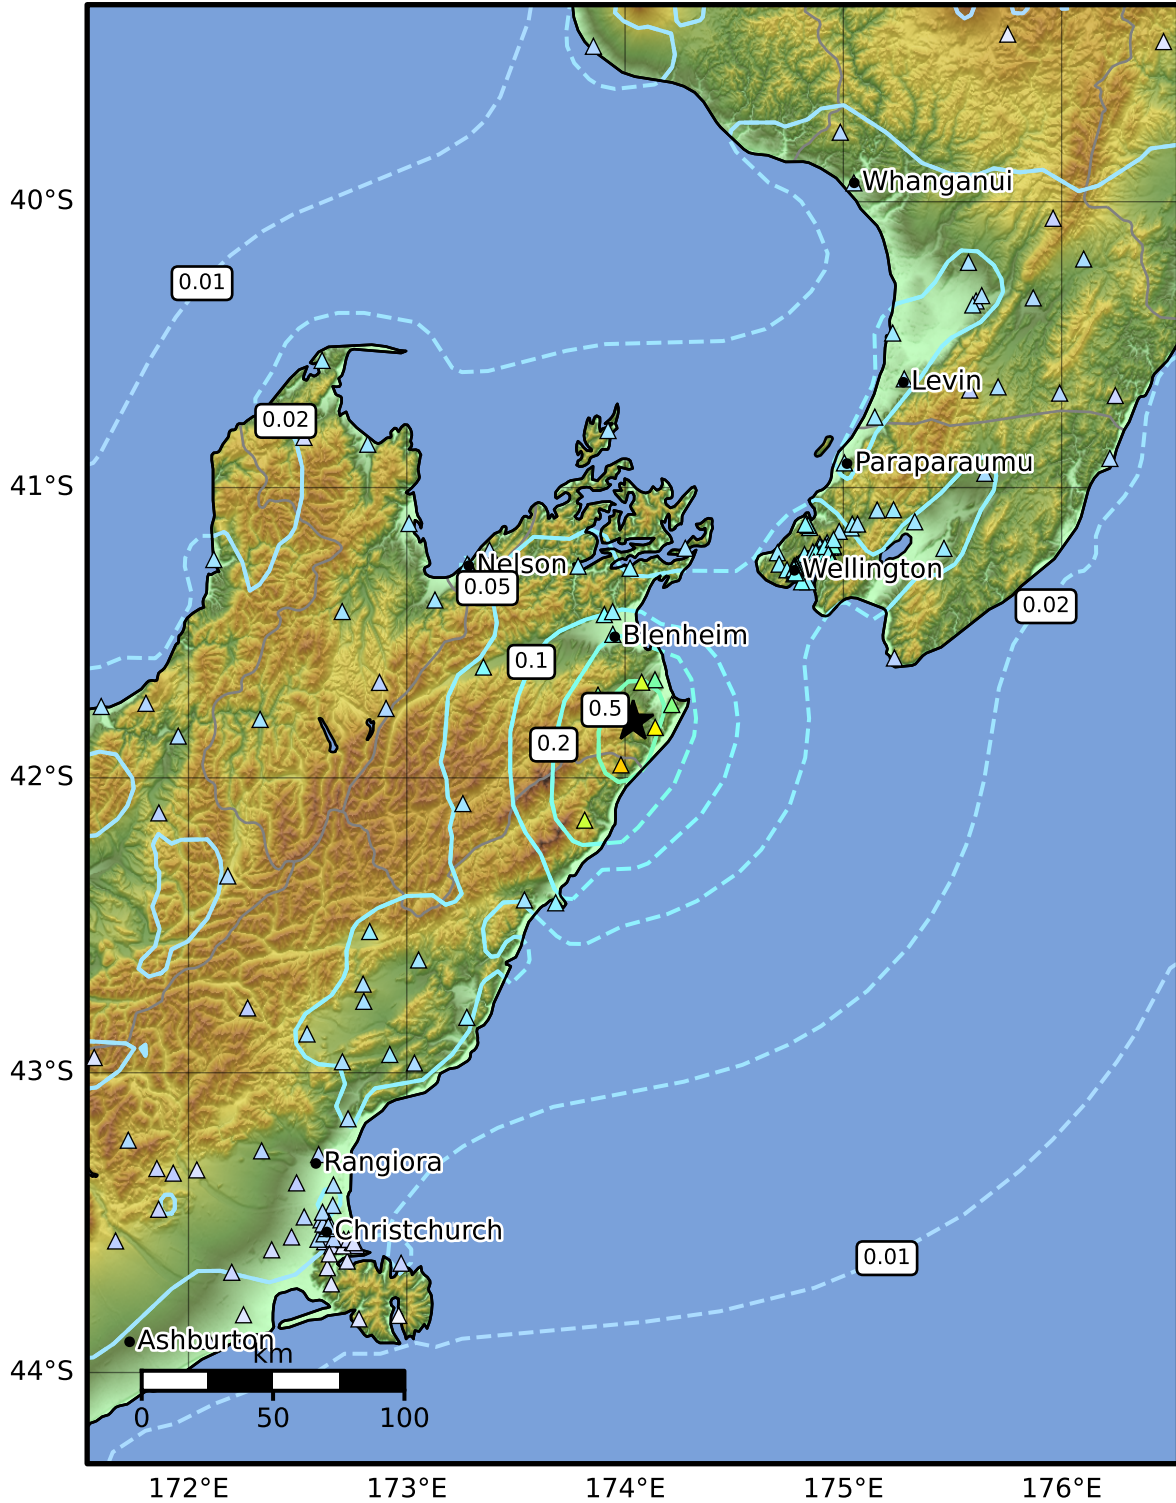 40°S
Whanganui
0.01
Levin
0.02
Paraparaumu
41°S
Nelson
Wellington
0.05
0.02
Blenheim
0.1
0.5
0.2
42°S
43°S
Rangiora
Christchurch
0.01
Ashburton
km
44°S
0 50 100
172°E 173°E 174°E 175°E 176°E